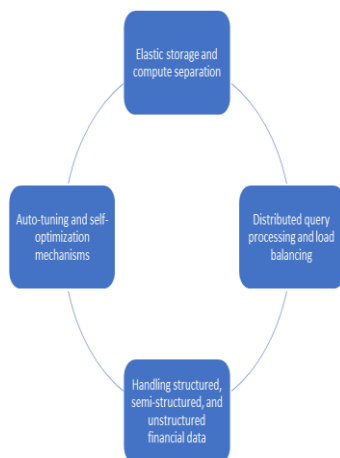 Elastic storage and
compute separation
Auto-tuning and self-
optimization
mechanisms
Distributed query
processing and load
balancing
Handling structured,
semi-structured, and
unstructured
financial data